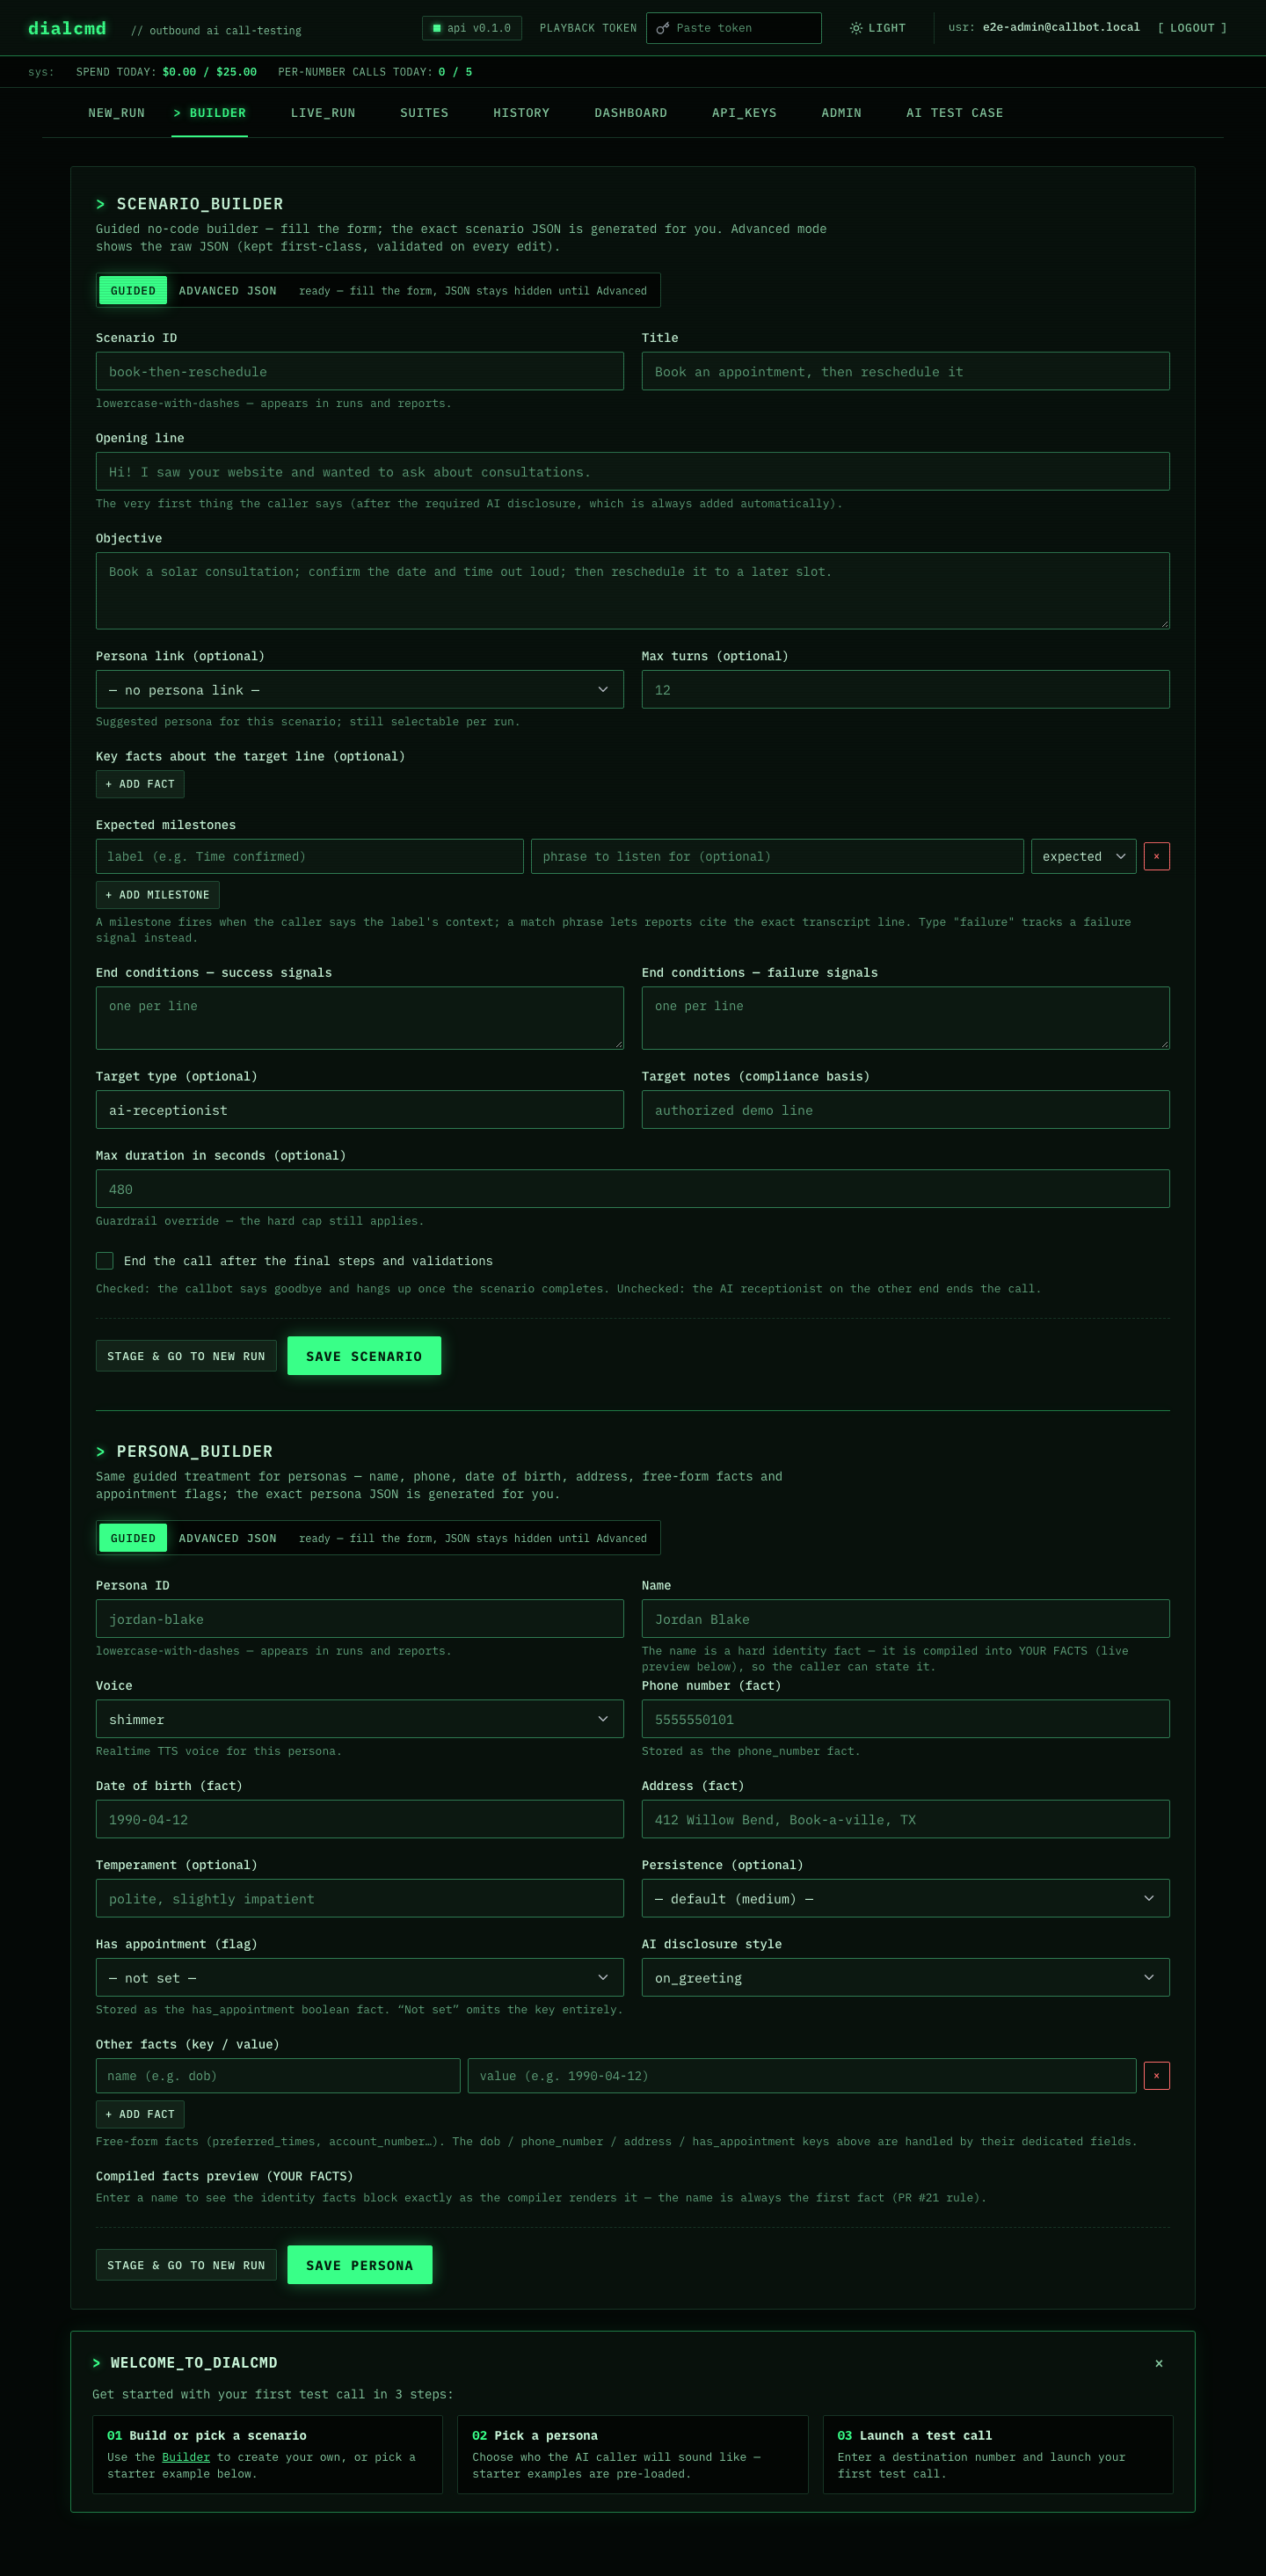 dialcmd // outbound ai call-testing api v0.1.0 PLAYBACK TOKEN Paste token LIGHT usr: e2e-admin@callbot.local [ LOGOUT ]
sys: SPEND TODAY: $0.00 / $25.00 PER-NUMBER CALLS TODAY: 0 / 5
NEW_RUN > BUILDER LIVE_RUN SUITES HISTORY DASHBOARD API_KEYS ADMIN AI TEST CASE
> SCENARIO_BUILDER
Guided no-code builder — fill the form; the exact scenario JSON is generated for you. Advanced mode
shows the raw JSON (kept first-class, validated on every edit).
GUIDED ADVANCED JSON ready — fill the form, JSON stays hidden until Advanced
Scenario ID Title
book-then-reschedule Book an appointment, then reschedule it
lowercase-with-dashes — appears in runs and reports.
Opening line
Hi! I saw your website and wanted to ask about consultations.
The very first thing the caller says (after the required AI disclosure, which is always added automatically).
Objective
Book a solar consultation; confirm the date and time out loud; then reschedule it to a later slot.
Persona link (optional) Max turns (optional)
— no persona link — 12
Suggested persona for this scenario; still selectable per run.
Key facts about the target line (optional)
+ ADD FACT
Expected milestones
label (e.g. Time confirmed) phrase to listen for (optional) expected ×
+ ADD MILESTONE
A milestone fires when the caller says the label's context; a match phrase lets reports cite the exact transcript line. Type "failure" tracks a failure
signal instead.
End conditions — success signals End conditions — failure signals
one per line one per line
Target type (optional) Target notes (compliance basis)
ai-receptionist authorized demo line
Max duration in seconds (optional)
480
Guardrail override — the hard cap still applies.
End the call after the final steps and validations
Checked: the callbot says goodbye and hangs up once the scenario completes. Unchecked: the AI receptionist on the other end ends the call.
STAGE & GO TO NEW RUN SAVE SCENARIO
> PERSONA_BUILDER
Same guided treatment for personas — name, phone, date of birth, address, free-form facts and
appointment flags; the exact persona JSON is generated for you.
GUIDED ADVANCED JSON ready — fill the form, JSON stays hidden until Advanced
Persona ID Name
jordan-blake Jordan Blake
lowercase-with-dashes — appears in runs and reports. The name is a hard identity fact — it is compiled into YOUR FACTS (live
preview below), so the caller can state it.
Voice Phone number (fact)
shimmer 5555550101
Realtime TTS voice for this persona. Stored as the phone_number fact.
Date of birth (fact) Address (fact)
1990-04-12 412 Willow Bend, Book-a-ville, TX
Temperament (optional) Persistence (optional)
polite, slightly impatient — default (medium) —
Has appointment (flag) AI disclosure style
— not set — on_greeting
Stored as the has_appointment boolean fact. “Not set” omits the key entirely.
Other facts (key / value)
name (e.g. dob) value (e.g. 1990-04-12) ×
+ ADD FACT
Free-form facts (preferred_times, account_number…). The dob / phone_number / address / has_appointment keys above are handled by their dedicated fields.
Compiled facts preview (YOUR FACTS)
Enter a name to see the identity facts block exactly as the compiler renders it — the name is always the first fact (PR #21 rule).
STAGE & GO TO NEW RUN SAVE PERSONA
> WELCOME_TO_DIALCMD ×
Get started with your first test call in 3 steps:
01 Build or pick a scenario 02 Pick a persona 03 Launch a test call
Use the Builder to create your own, or pick a Choose who the AI caller will sound like — Enter a destination number and launch your
starter example below. starter examples are pre-loaded. first test call.